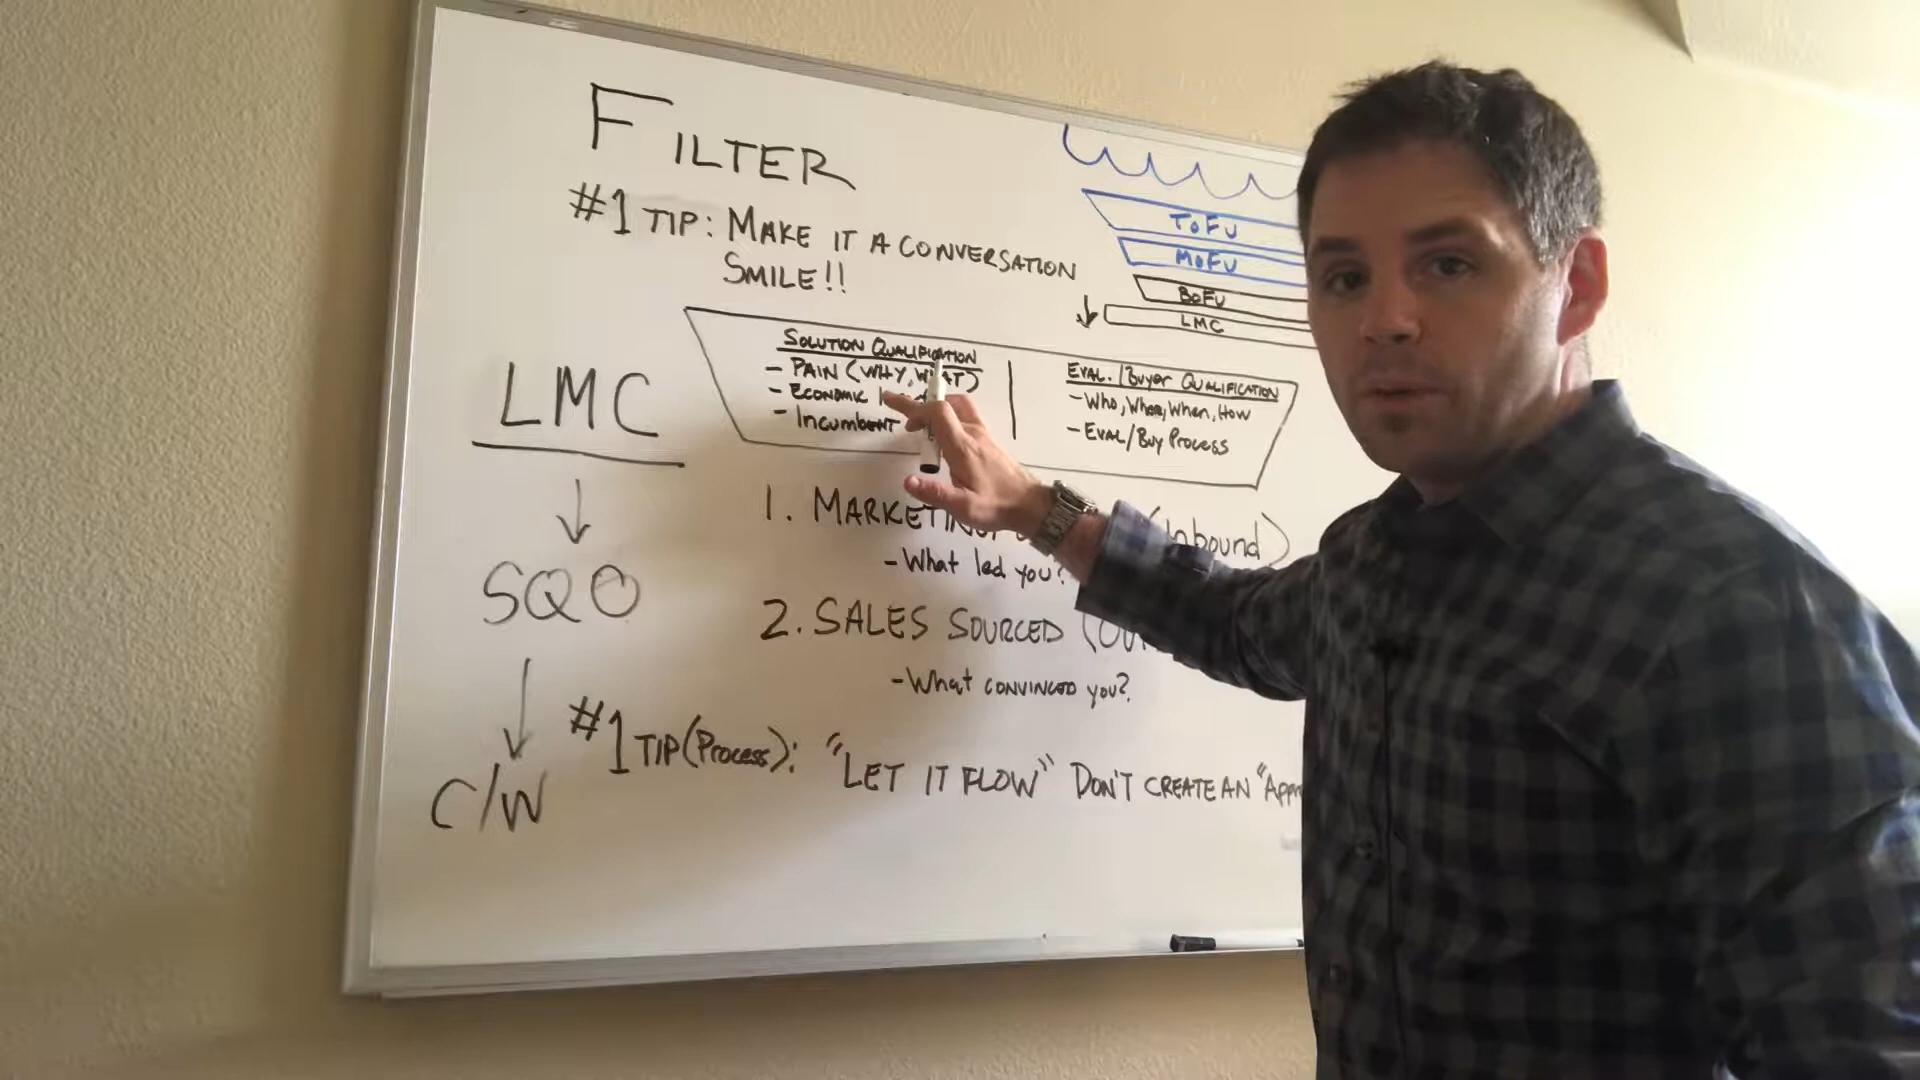 FILTER
#1 TIP: MAKE IT A CONVERSATION
SMILE!!
TOFU
MOFU
BOFU
LMC
SOLUTION QUALIFICATION
- PAIN (WHY, WHAT)
- ECONOMIC
- INCUMBENT
EVAL./Buyer QUALIFICATION
- WHO, When, How
- EVAL/Buy Process
LMC
SQO
C/W
1. (Inbound)
- What led you?
2. SALES SOURCED
- What CONVINCED you?
#1 TIP (Process): "LET IT FLOW" DON'T CREATE AN